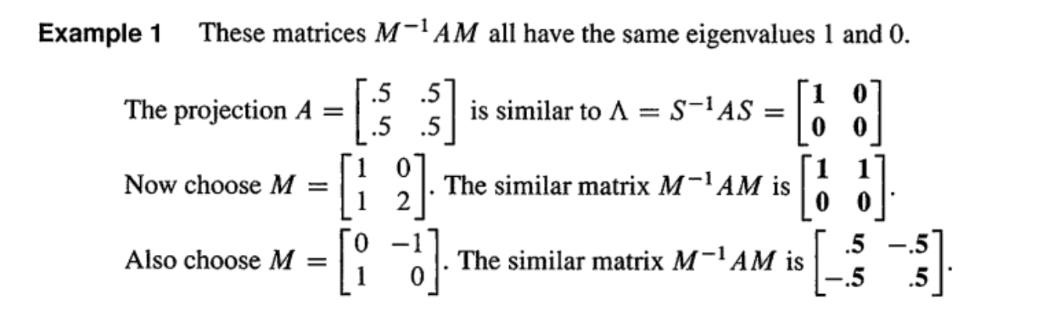 Example 1 These matrices M⁻¹AM all have the same eigenvalues 1 and 0.
The projection A = [.5 .5; .5 .5] is similar to Λ = S⁻¹AS = [1 0; 0 0]
Now choose M = [1 0; 1 2]. The similar matrix M⁻¹AM is [1 1; 0 0].
Also choose M = [0 −1; 1 0]. The similar matrix M⁻¹AM is [.5 −.5; −.5 .5].